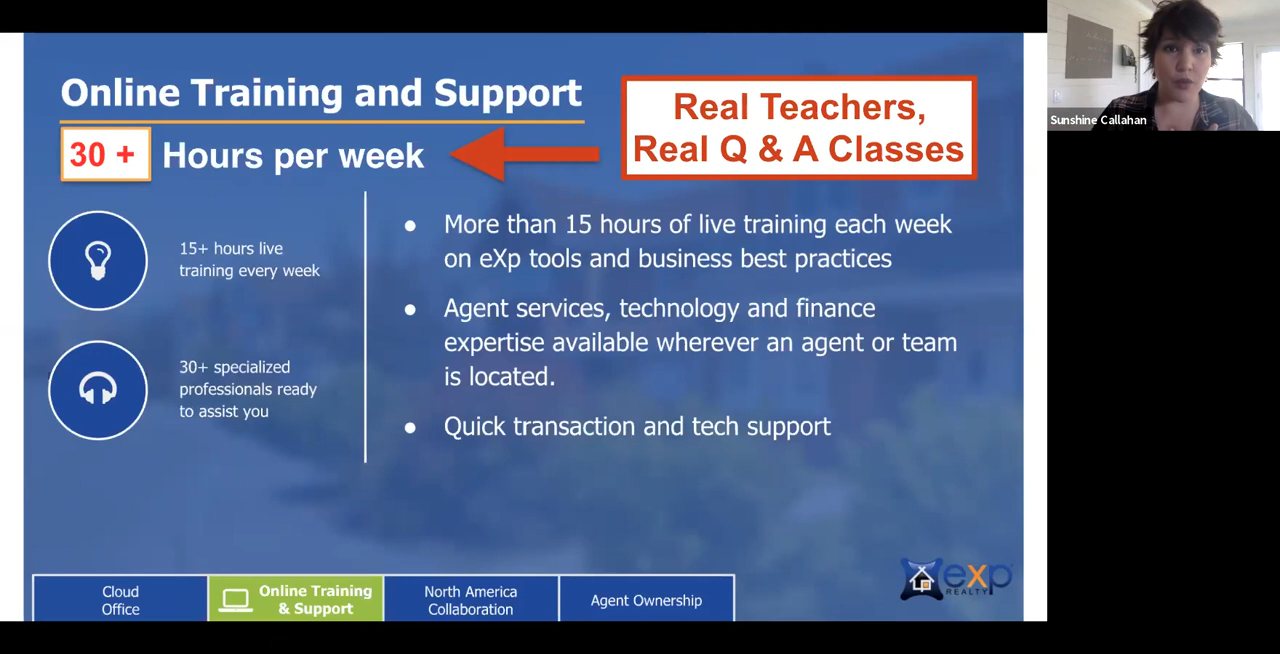 Online Training and Support
30 + Hours per week
Real Teachers,
Real Q & A Classes
15+ hours live
training every week
30+ specialized
professionals ready
to assist you
● More than 15 hours of live training each week
on eXp tools and business best practices
● Agent services, technology and finance
expertise available wherever an agent or team
is located.
● Quick transaction and tech support
Cloud
Office
Online Training
& Support
North America
Collaboration
Agent Ownership
eXp
REALTY
Sunshine Callahan